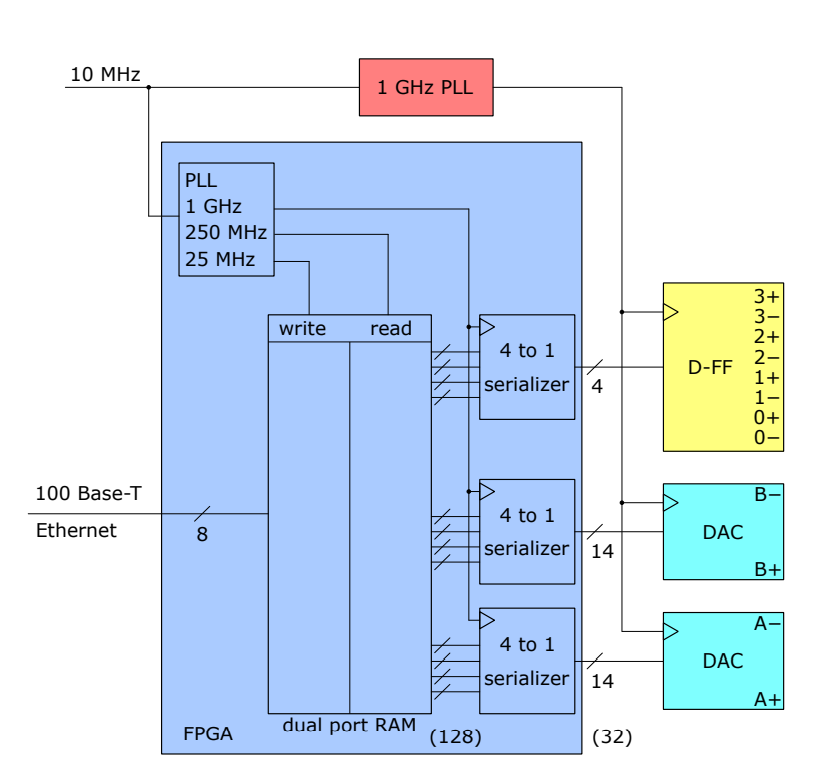 10 MHz
1 GHz PLL
PLL
1 GHz
250 MHz
25 MHz
write
read
4 to 1
serializer
4
D-FF
3+
3−
2+
2−
1+
1−
0+
0−
100 Base-T
Ethernet
8
4 to 1
serializer
14
B−
DAC
B+
4 to 1
serializer
14
A−
DAC
A+
FPGA
dual port RAM
(128)
(32)